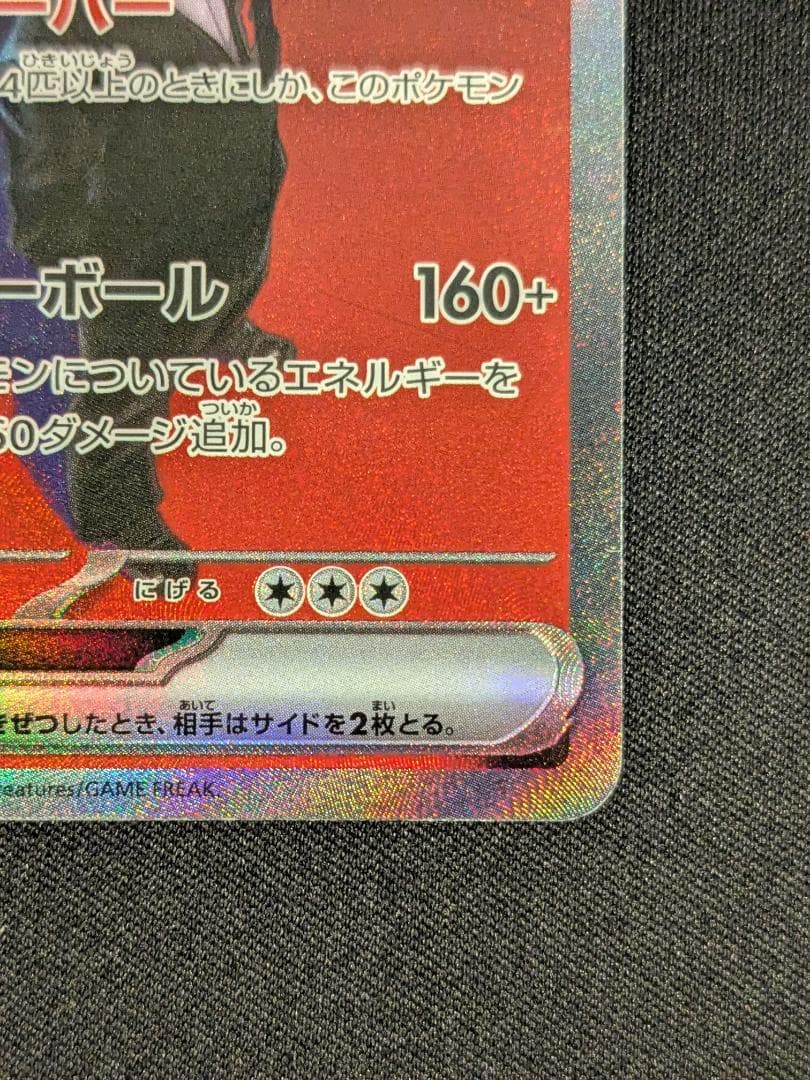 ーパー
ひきいじょう
4匹以上のときにしか、このポケモン
ーボール 160+
モンについているエネルギーを
ついか
50ダメージ追加。
にげる
あいて まい
きぜつしたとき、相手はサイドを2枚とる。
reatures/GAME FREAK.